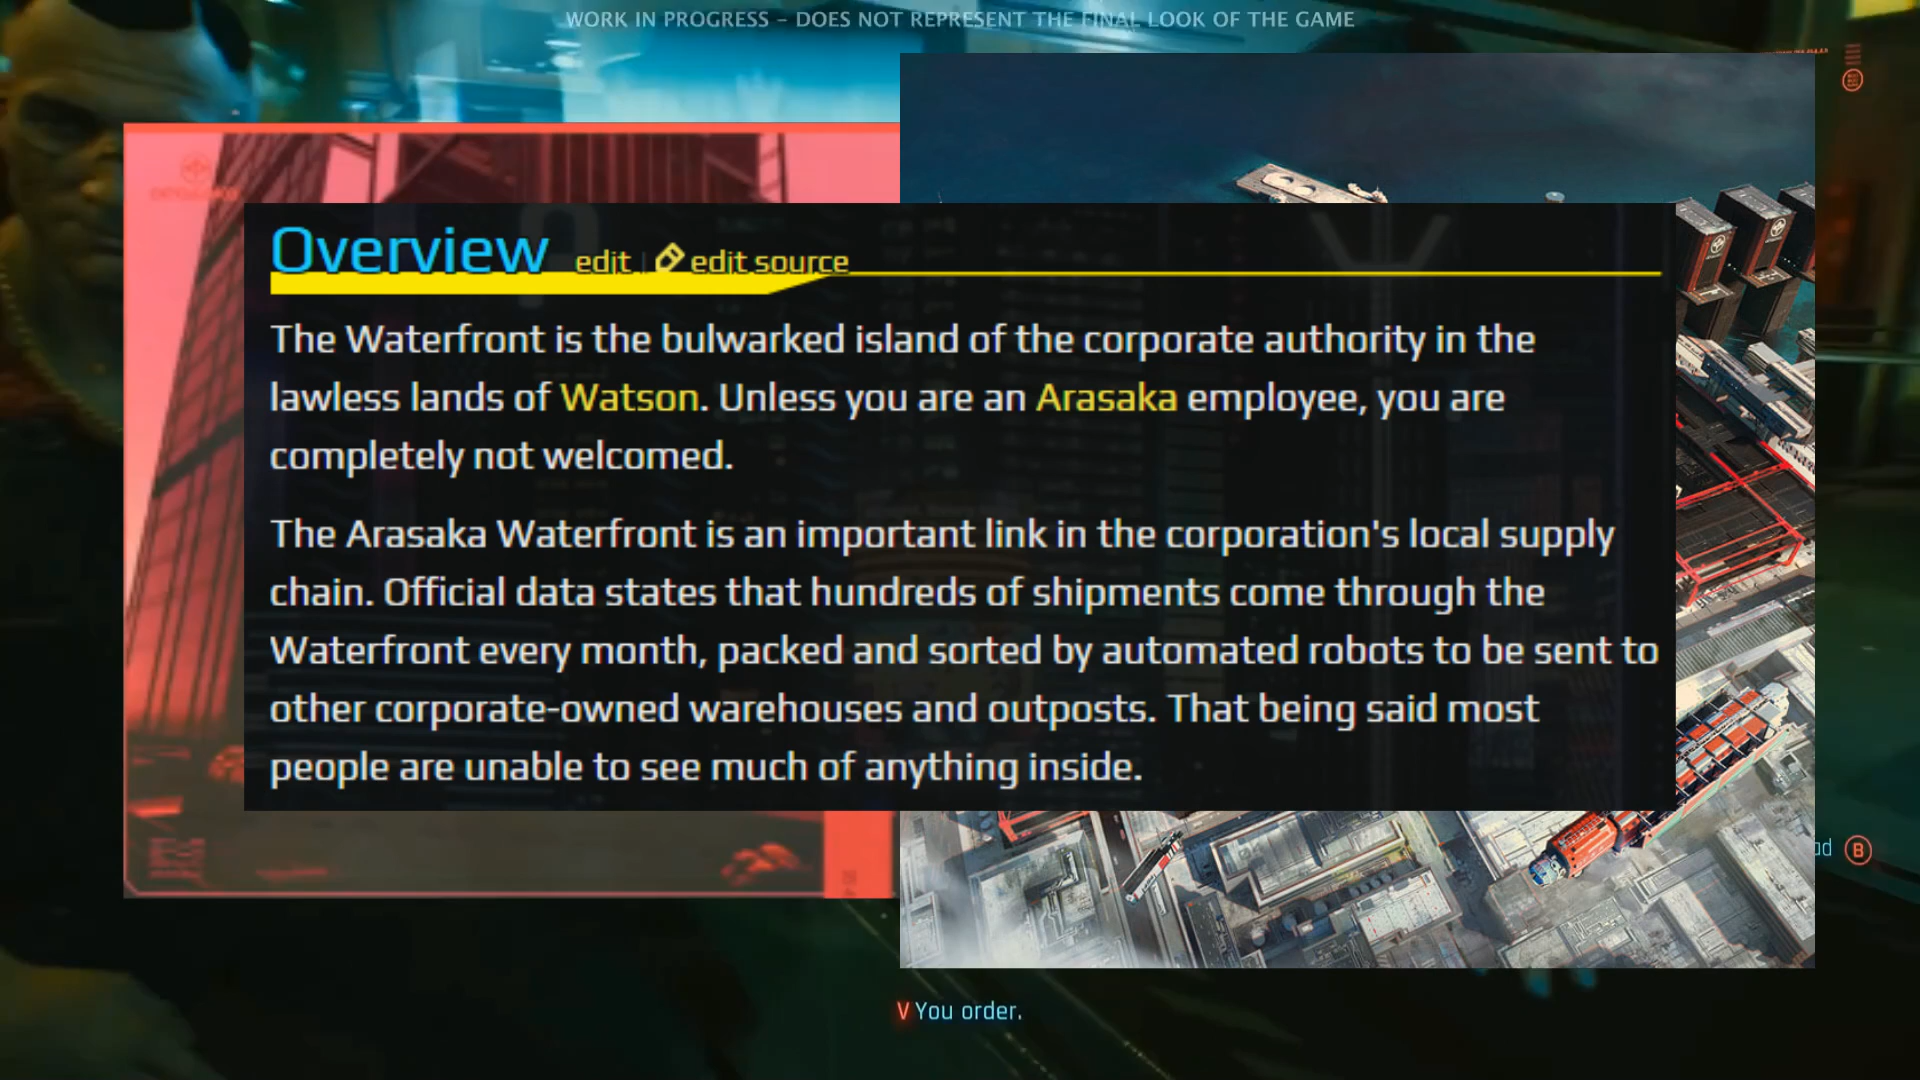 WORK IN PROGRESS – DOES NOT REPRESENT THE FINAL LOOK OF THE GAME
Overview edit | edit source
The Waterfront is the bulwarked island of the corporate authority in the
lawless lands of Watson. Unless you are an Arasaka employee, you are
completely not welcomed.
The Arasaka Waterfront is an important link in the corporation's local supply
chain. Official data states that hundreds of shipments come through the
Waterfront every month, packed and sorted by automated robots to be sent to
other corporate-owned warehouses and outposts. That being said most
people are unable to see much of anything inside.
B
V You order.